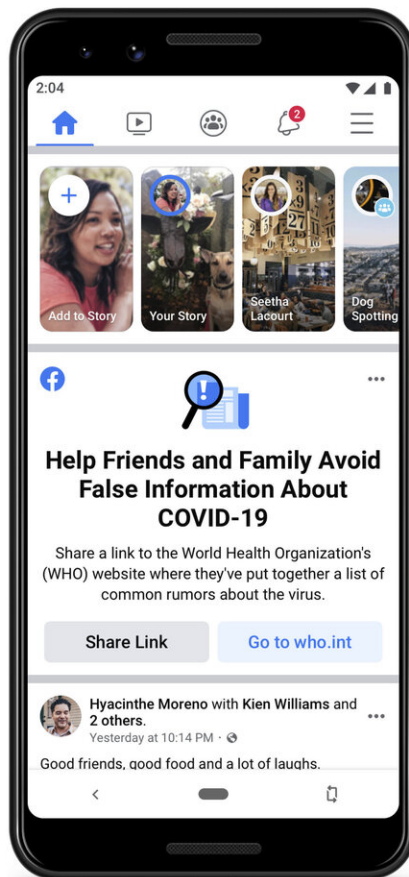 2:04
2
Add to Story
Your Story
Seetha
Lacourt
Dog
Spotting
Help Friends and Family Avoid
False Information About
COVID-19
Share a link to the World Health Organization's
(WHO) website where they've put together a list of
common rumors about the virus.
Share Link
Go to who.int
Hyacinthe Moreno with Kien Williams and
2 others.
Yesterday at 10:14 PM ·
Good friends, good food and a lot of laughs.